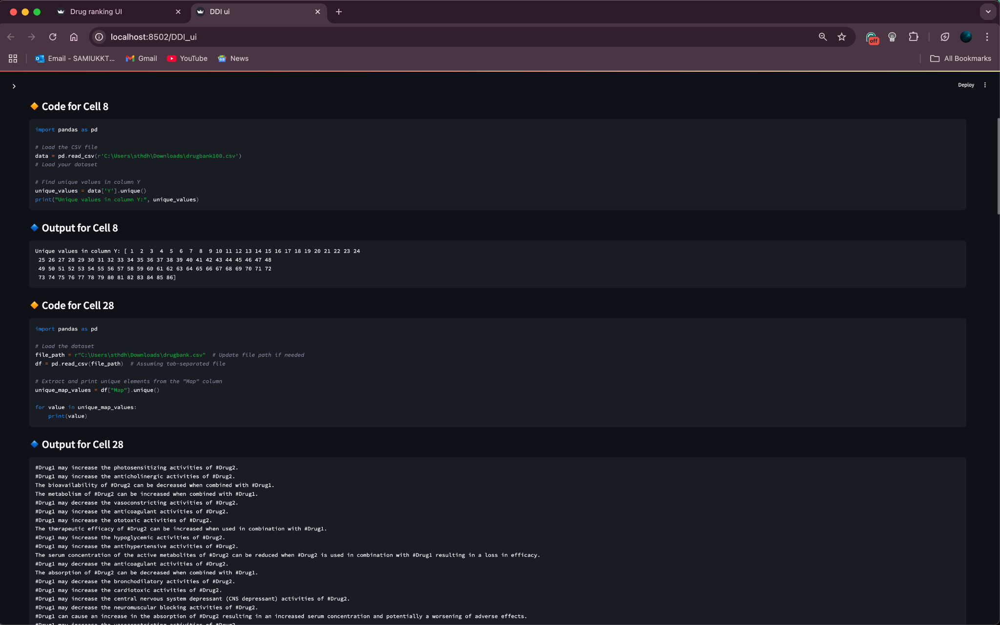 Drug ranking UI
DDI ui
localhost:8502/DDI_ui
off
Email - SAMIUKKT...
Gmail
YouTube
News
All Bookmarks
Deploy
Code for Cell 8
import pandas as pd
# Load the CSV file
data = pd.read_csv(r'C:\Users\sthdh\Downloads\drugbank100.csv')
# Load your dataset
# Find unique values in column Y
unique_values = data['Y'].unique()
print("Unique values in column Y:", unique_values)
Output for Cell 8
Unique values in column Y: [ 1  2  3  4  5  6  7  8  9 10 11 12 13 14 15 16 17 18 19 20 21 22 23 24
25 26 27 28 29 30 31 32 33 34 35 36 37 38 39 40 41 42 43 44 45 46 47 48
49 50 51 52 53 54 55 56 57 58 59 60 61 62 63 64 65 66 67 68 69 70 71 72
73 74 75 76 77 78 79 80 81 82 83 84 85 86]
Code for Cell 28
import pandas as pd
# Load the dataset
file_path = r"C:\Users\sthdh\Downloads\drugbank.csv"  # Update file path if needed
df = pd.read_csv(file_path)  # Assuming tab-separated file
# Extract and print unique elements from the "Map" column
unique_map_values = df["Map"].unique()
for value in unique_map_values:
print(value)
Output for Cell 28
#Drug1 may increase the photosensitizing activities of #Drug2.
#Drug1 may increase the anticholinergic activities of #Drug2.
The bioavailability of #Drug2 can be decreased when combined with #Drug1.
The metabolism of #Drug2 can be increased when combined with #Drug1.
#Drug1 may decrease the vasoconstricting activities of #Drug2.
#Drug1 may increase the anticoagulant activities of #Drug2.
#Drug1 may increase the ototoxic activities of #Drug2.
The therapeutic efficacy of #Drug2 can be increased when used in combination with #Drug1.
#Drug1 may increase the hypoglycemic activities of #Drug2.
#Drug1 may increase the antihypertensive activities of #Drug2.
The serum concentration of the active metabolites of #Drug2 can be reduced when #Drug2 is used in combination with #Drug1 resulting in a loss in efficacy.
#Drug1 may decrease the anticoagulant activities of #Drug2.
The absorption of #Drug2 can be decreased when combined with #Drug1.
#Drug1 may decrease the bronchodilatory activities of #Drug2.
#Drug1 may increase the cardiotoxic activities of #Drug2.
#Drug1 may increase the central nervous system depressant (CNS depressant) activities of #Drug2.
#Drug1 may decrease the neuromuscular blocking activities of #Drug2.
#Drug1 can cause an increase in the absorption of #Drug2 resulting in an increased serum concentration and potentially a worsening of adverse effects.
#Drug1 may increase the vasoconstricting activities of #Drug2.